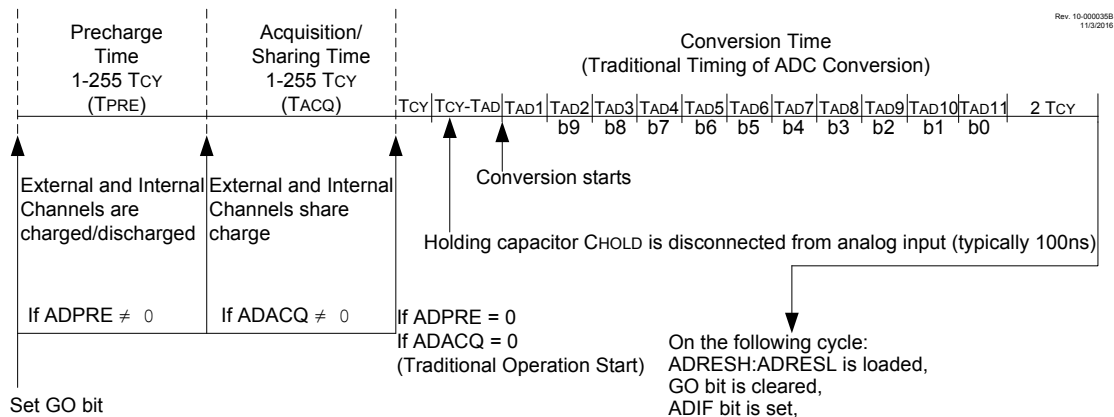 Rev. 10-000035B
11/3/2016
Precharge
Time
1-255 TCY
(TPRE)
Acquisition/
Sharing Time
1-255 TCY
(TACQ)
Conversion Time
(Traditional Timing of ADC Conversion)
TCY TCY-TAD TAD1 TAD2 TAD3 TAD4 TAD5 TAD6 TAD7 TAD8 TAD9 TAD10 TAD11 2 TCY
b9 b8 b7 b6 b5 b4 b3 b2 b1 b0
External and Internal
Channels are
charged/discharged
External and Internal
Channels share
charge
Conversion starts
Holding capacitor CHOLD is disconnected from analog input (typically 100ns)
If ADPRE ≠ 0
If ADACQ ≠ 0
If ADPRE = 0
If ADACQ = 0
(Traditional Operation Start)
On the following cycle:
ADRESH:ADRESL is loaded,
GO bit is cleared,
ADIF bit is set,
Set GO bit